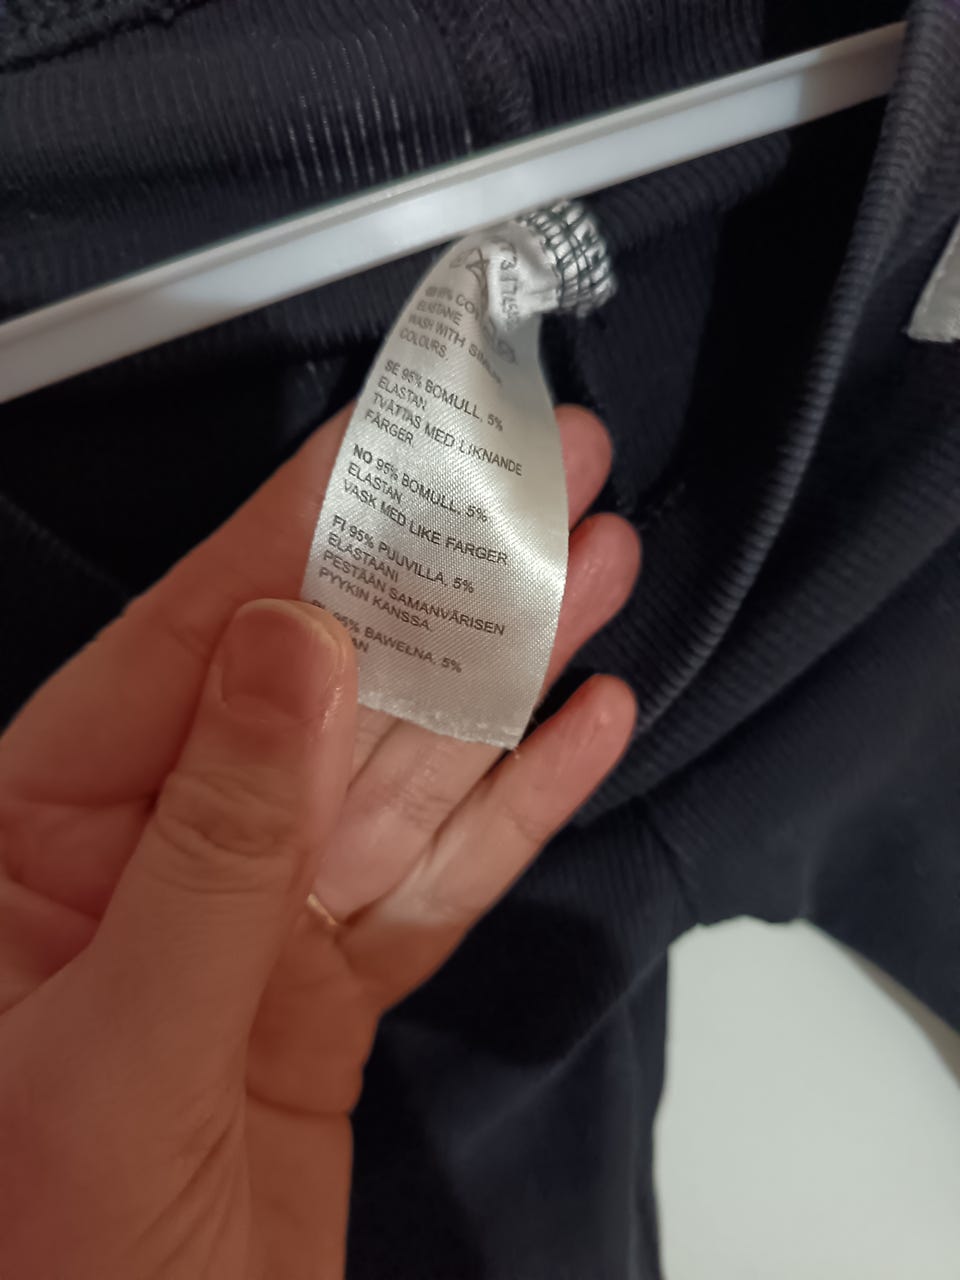 ELASTANE
WASH WITH
COLOURS.
SE 95% BOMULL, 5%
ELASTAN
TVÄTTAS MED LIKNANDE
FÄRGER
NO 95% BOMULL, 5%
ELASTAN
VASK MED LIKE FARGER
FI 95% PUUVILLA, 5%
ELASTAANI
PESTÄÄN SAMANVÄRISEN
PYYKIN KANSSA
95% BAWEŁNA, 5%